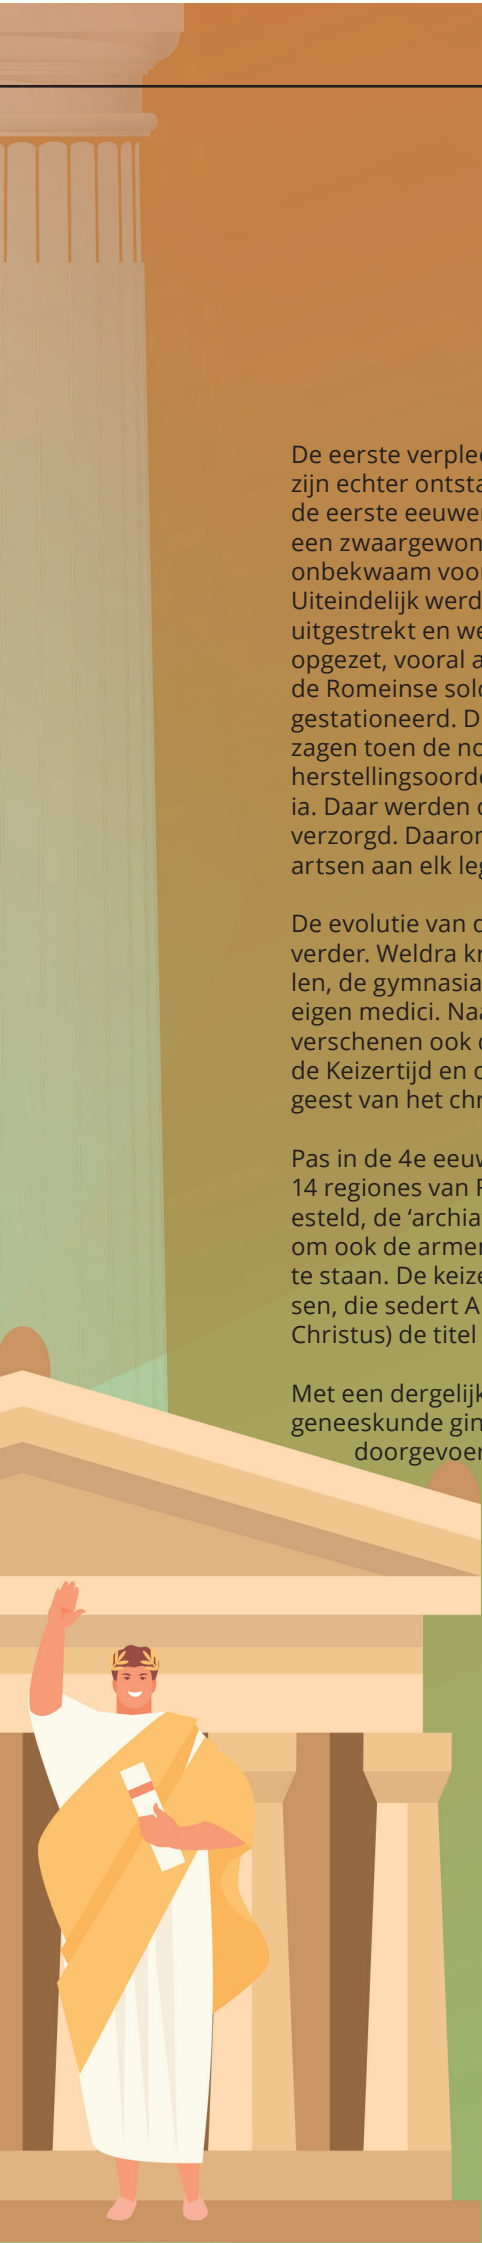 De eerste verplee
zijn echter ontsta
de eerste eeuwen
een zwaargewon
onbekwaam voor
Uiteindelijk werd
uitgestrekt en we
opgezet, vooral a
de Romeinse sold
gestationeerd. D
zagen toen de no
herstellingsoorde
ia. Daar werden d
verzorgd. Daarom
artsen aan elk leg
De evolutie van d
verder. Weldra kr
len, de gymnasia
eigen medici. Naa
verschenen ook d
de Keizertijd en o
geest van het chr
Pas in de 4e eeuw
14 regiones van R
esteld, de ‘archia
om ook de armen
te staan. De keize
sen, die sedert A
Christus) de titel
Met een dergelijk
geneeskunde gin
doorgevoer